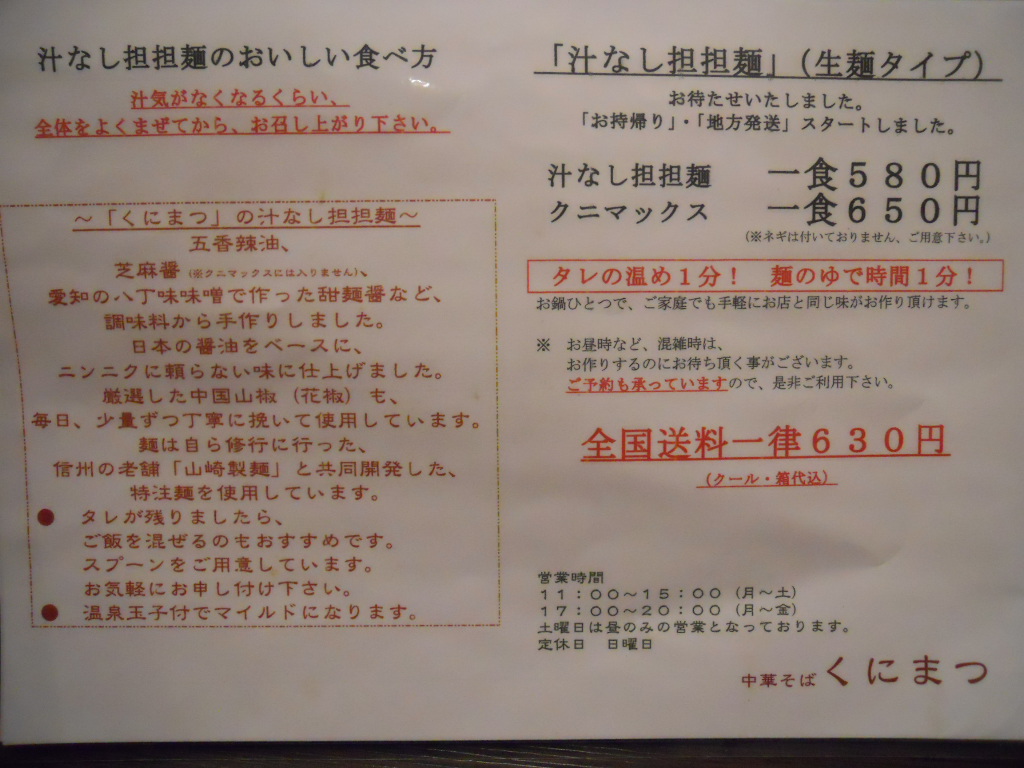 汁なし担担麺のおいしい食べ方
汁気がなくなるくらい、
全体をよくまぜてから、お召し上がり下さい。
～「くにまつ」の汁なし担担麺～
五香辣油、
芝麻醤（※クニマックスには入りません）、
愛知の八丁味味噌で作った甜麺醤など、
調味料から手作りしました。
日本の醤油をベースに、
ニンニクに頼らない味に仕上げました。
厳選した中国山椒（花椒）も、
毎日、少量ずつ丁寧に挽いて使用しています。
麺は自ら修行に行った、
信州の老舗「山崎製麺」と共同開発した、
特注麺を使用しています。
● タレが残りましたら、
ご飯を混ぜるのもおすすめです。
スプーンをご用意しています。
お気軽にお申し付け下さい。
● 温泉玉子付でマイルドになります。
「汁なし担担麺」（生麺タイプ）
お待たせいたしました。
「お持帰り」・「地方発送」スタートしました。
汁なし担担麺　一食５８０円
クニマックス　一食６５０円
（※ネギは付いておりません、ご用意下さい。）
タレの温め１分！　麺のゆで時間１分！
お鍋ひとつで、ご家庭でも手軽にお店と同じ味がお作り頂けます。
※　お昼時など、混雑時は、
お作りするのにお待ち頂く事がございます。
ご予約も承っていますので、是非ご利用下さい。
全国送料一律６３０円
（クール・箱代込）
営業時間
１１：００～１５：００（月～土）
１７：００～２０：００（月～金）
土曜日は昼のみの営業となっております。
定休日　日曜日
中華そば くにまつ